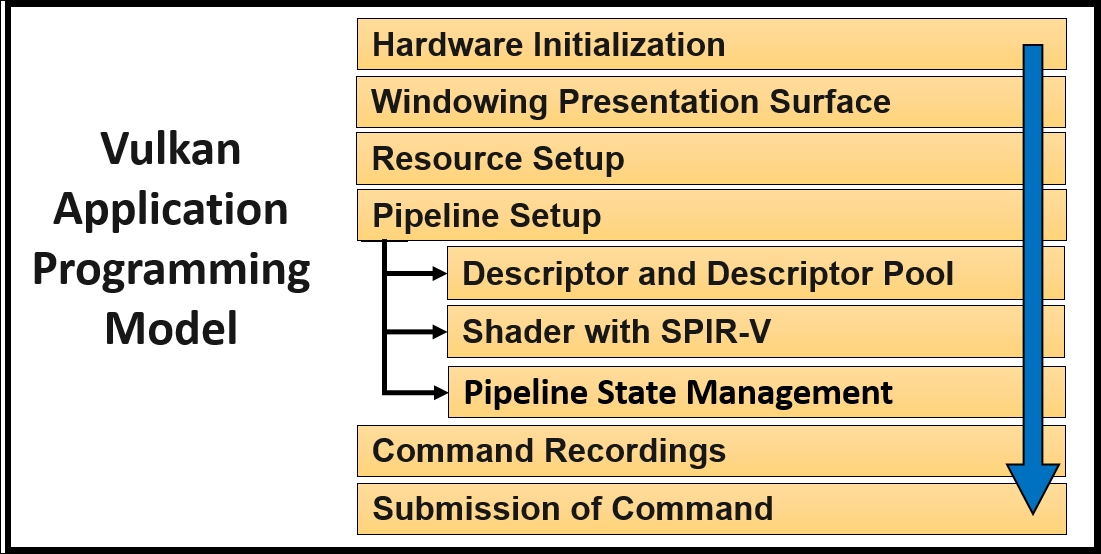 Vulkan
Application
Programming
Model
Hardware Initialization
Windowing Presentation Surface
Resource Setup
Pipeline Setup
Descriptor and Descriptor Pool
Shader with SPIR-V
Pipeline State Management
Command Recordings
Submission of Command